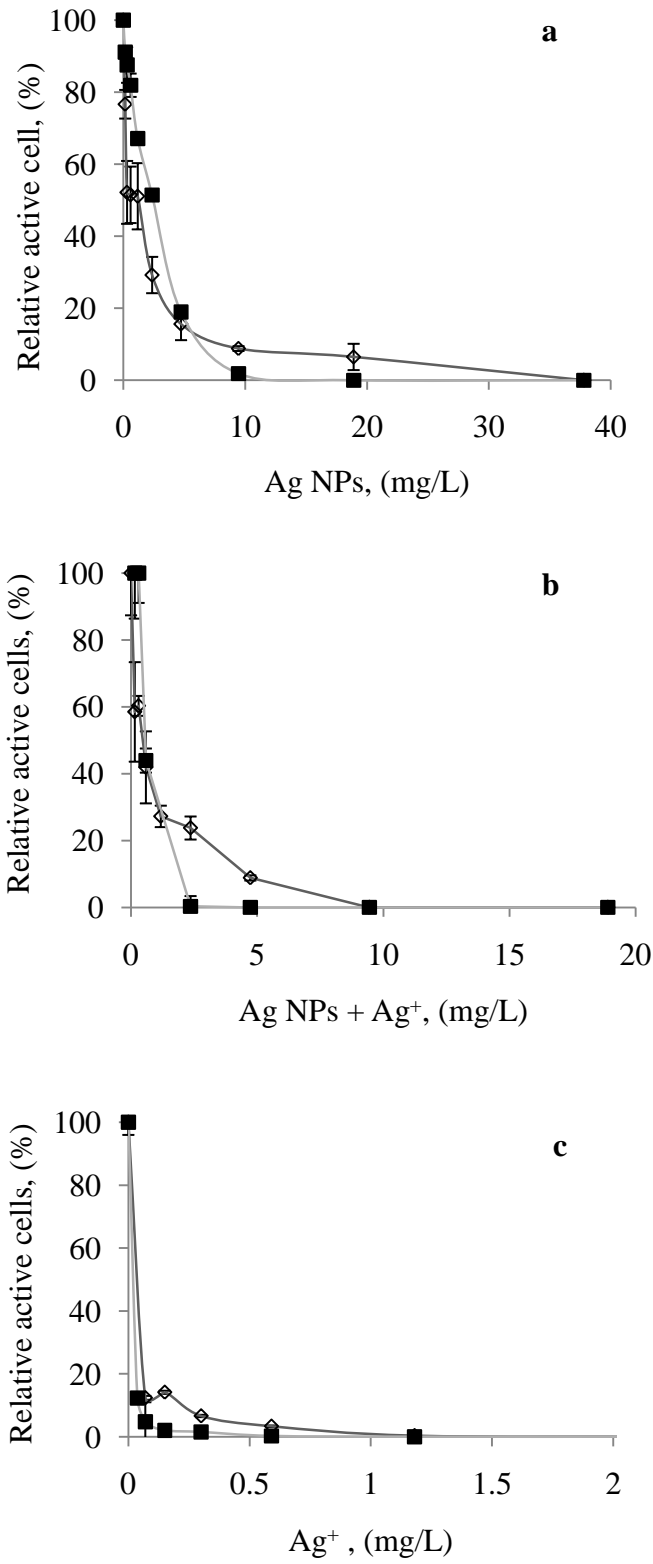 a
100
80
60
40
20
0
Relative active cell, (%)
0 10 20 30 40
Ag NPs, (mg/L)
b
100
80
60
40
20
0
Relative active cells, (%)
0 5 10 15 20
Ag NPs + Ag⁺, (mg/L)
c
100
80
60
40
20
0
Relative active cells, (%)
0 0.5 1 1.5 2
Ag⁺ , (mg/L)